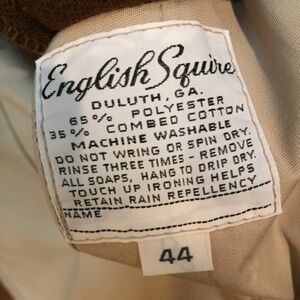 English Squire
DULUTH, GA.
65% POLYESTER
35% COMBED COTTON
MACHINE WASHABLE
DO NOT WRING OR SPIN DRY.
RINSE THREE TIMES - REMOVE
ALL SOAPS, HANG TO DRIP DRY.
TOUCH UP IRONING HELPS
RETAIN RAIN REPELLENCY.
NAME
44